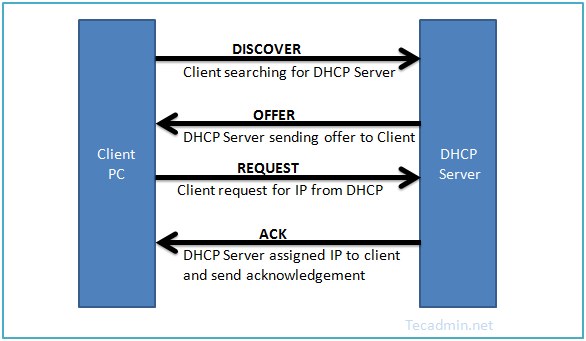 DISCOVER
Client searching for DHCP Server
OFFER
DHCP Server sending offer to Client
Client
PC
DHCP
Server
REQUEST
Client request for IP from DHCP
ACK
DHCP Server assigned IP to client
and send acknowledgement
Tecadmin.net